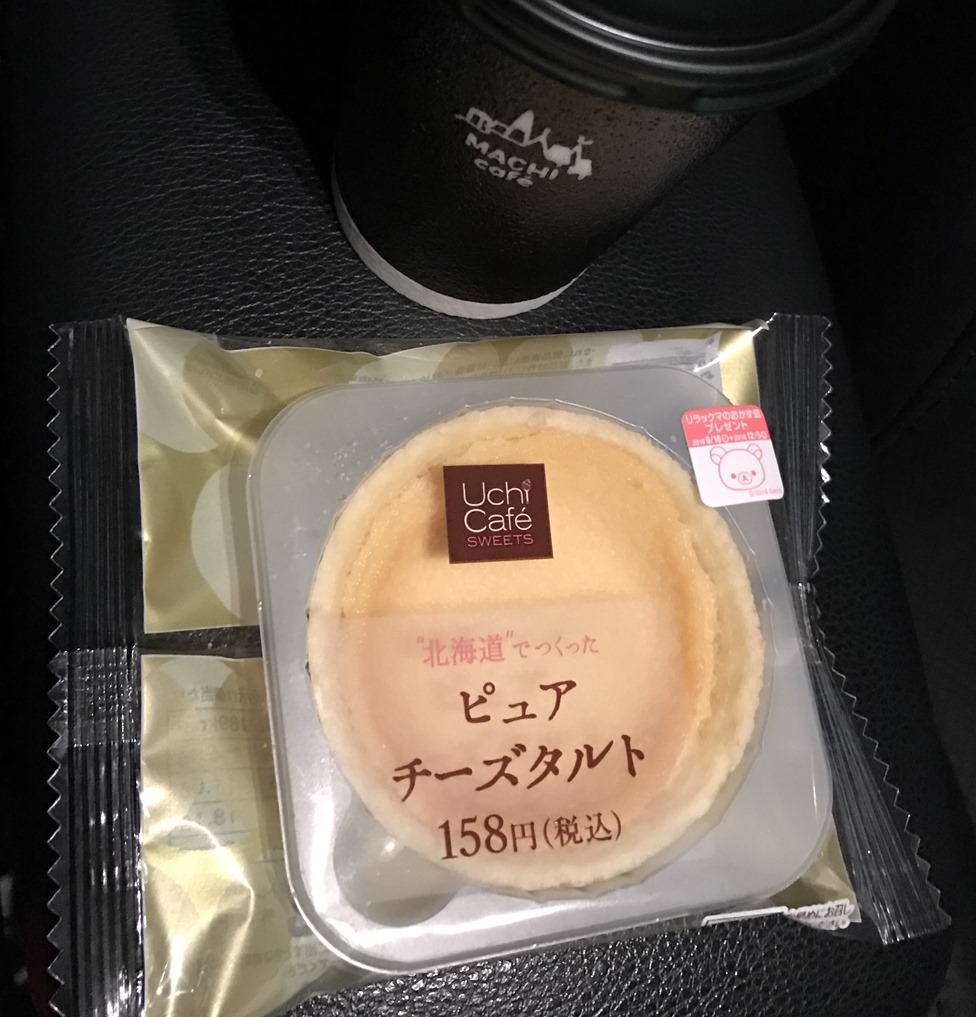 MACHI
café
リラックマのおかず皿
プレゼント
Uchi
Café
SWEETS
"北海道"でつくった
ピュア
チーズタルト
158円(税込)